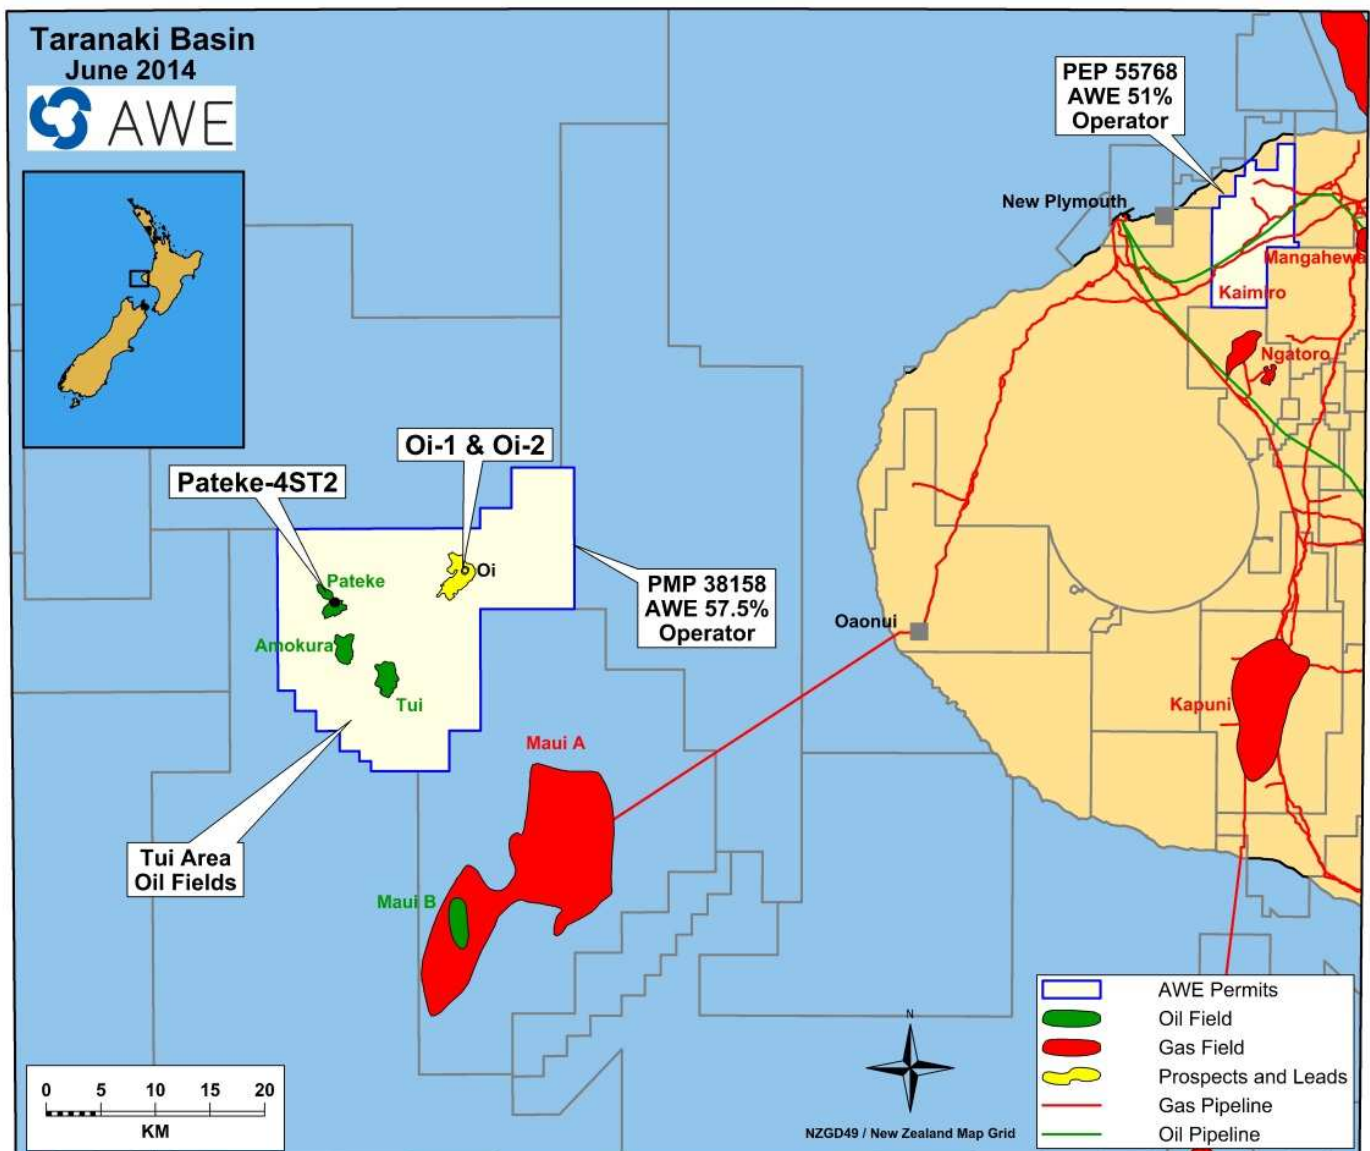 Taranaki Basin
June 2014
AWE
PEP 55768
AWE 51%
Operator
New Plymouth
Mangahewa
Kaimiro
Ngatoro
Oi-1 & Oi-2
Pateke-4ST2
Oi
Pateke
PMP 38158
AWE 57.5%
Operator
Amokura
Oaonui
Tui
Kapuni
Maui A
Tui Area
Oil Fields
Maui B
N
AWE Permits
Oil Field
Gas Field
Prospects and Leads
Gas Pipeline
Oil Pipeline
0 5 10 15 20
KM
NZGD49 / New Zealand Map Grid